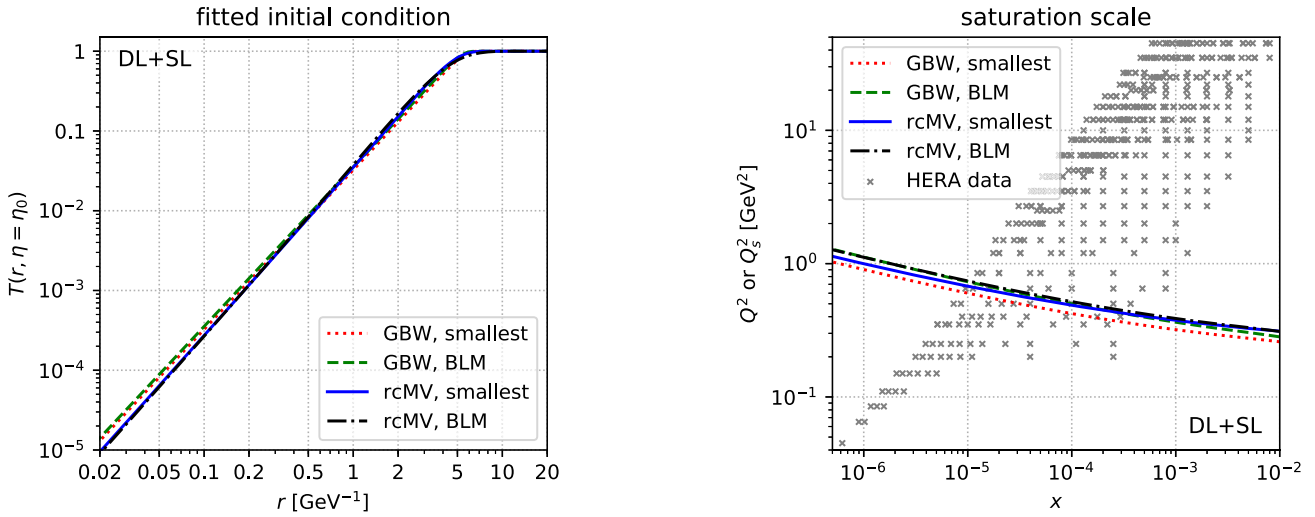 fitted initial condition
DL+SL
1
0.1
10⁻²
10⁻³
10⁻⁴
10⁻⁵
T(r, η = η₀)
GBW, smallest
GBW, BLM
rcMV, smallest
rcMV, BLM
0.02 0.05 0.1 0.2 0.5 1 2 5 10 20
r [GeV⁻¹]
saturation scale
GBW, smallest
GBW, BLM
rcMV, smallest
rcMV, BLM
HERA data
10¹
10⁰
10⁻¹
Q² or Qₛ² [GeV²]
DL+SL
10⁻⁶ 10⁻⁵ 10⁻⁴ 10⁻³ 10⁻²
x